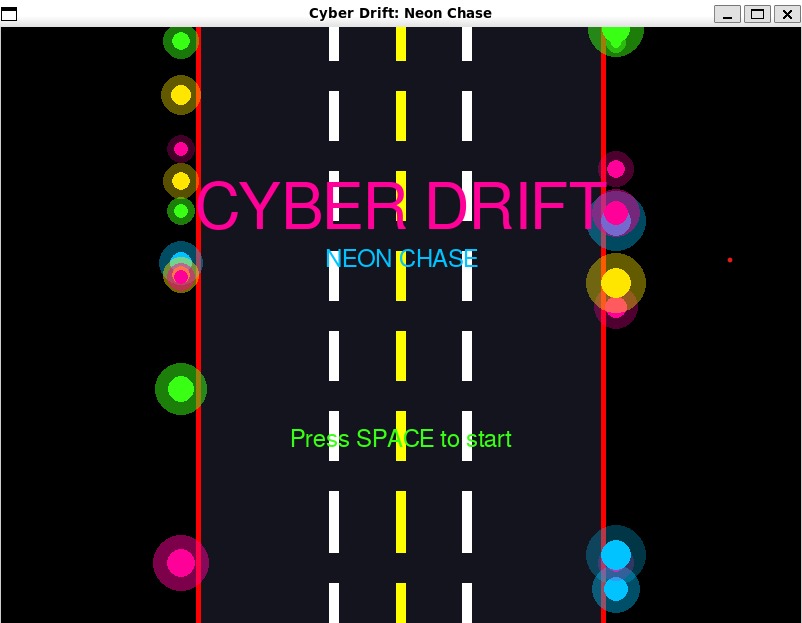 Cyber Drift: Neon Chase
CYBER DRIFT
NEON CHASE
Press SPACE to start